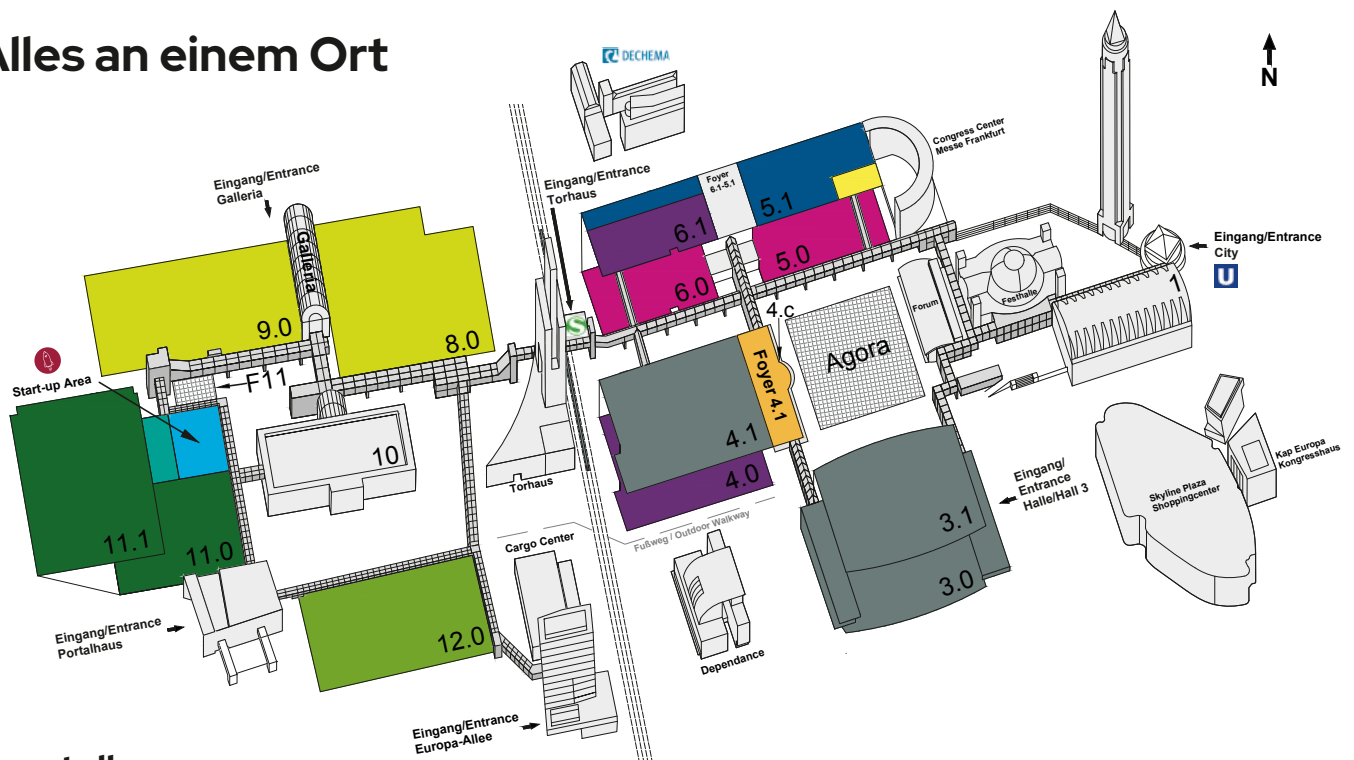 Alles an einem Ort
DECHEMA
N
Congress Center
Messe Frankfurt
Eingang/Entrance
Galleria
Eingang/Entrance
Torhaus
Foyer
6.1-5.1
5.1
6.1
Eingang/Entrance
City
U
Galleria
5.0
6.0
S
Festhalle
Forum
1
4.c
9.0
8.0
Agora
Foyer 4.1
Start-up Area
F11
4.1
10
4.0
Torhaus
Eingang/
Entrance
Halle/Hall 3
Kap Europa
Kongresshaus
Skyline Plaza
Shoppingcenter
3.1
Fußweg / Outdoor Walkway
Cargo Center
11.1
11.0
3.0
Eingang/Entrance
Portalhaus
12.0
Dependance
Eingang/Entrance
Europa-Allee